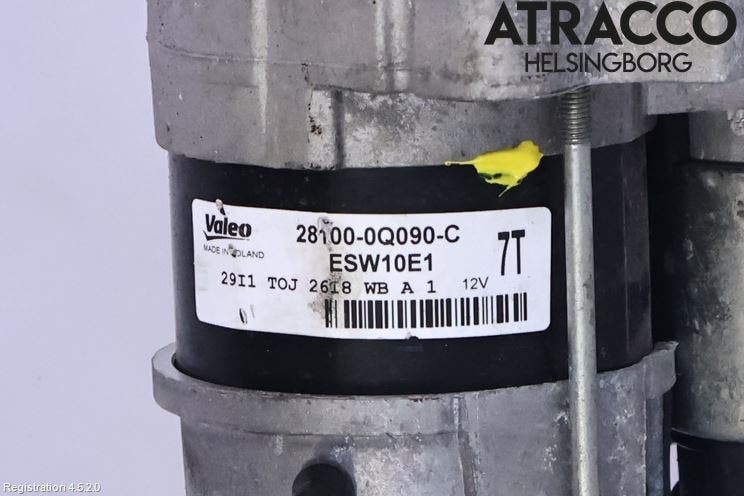 ATRACCO
HELSINGBORG
Valeo
MADE IN POLAND
28100-0Q090-C
ESW10E1
7T
29I1 TOJ 2618 WB A 1 12V
Registration 4.5.2.0